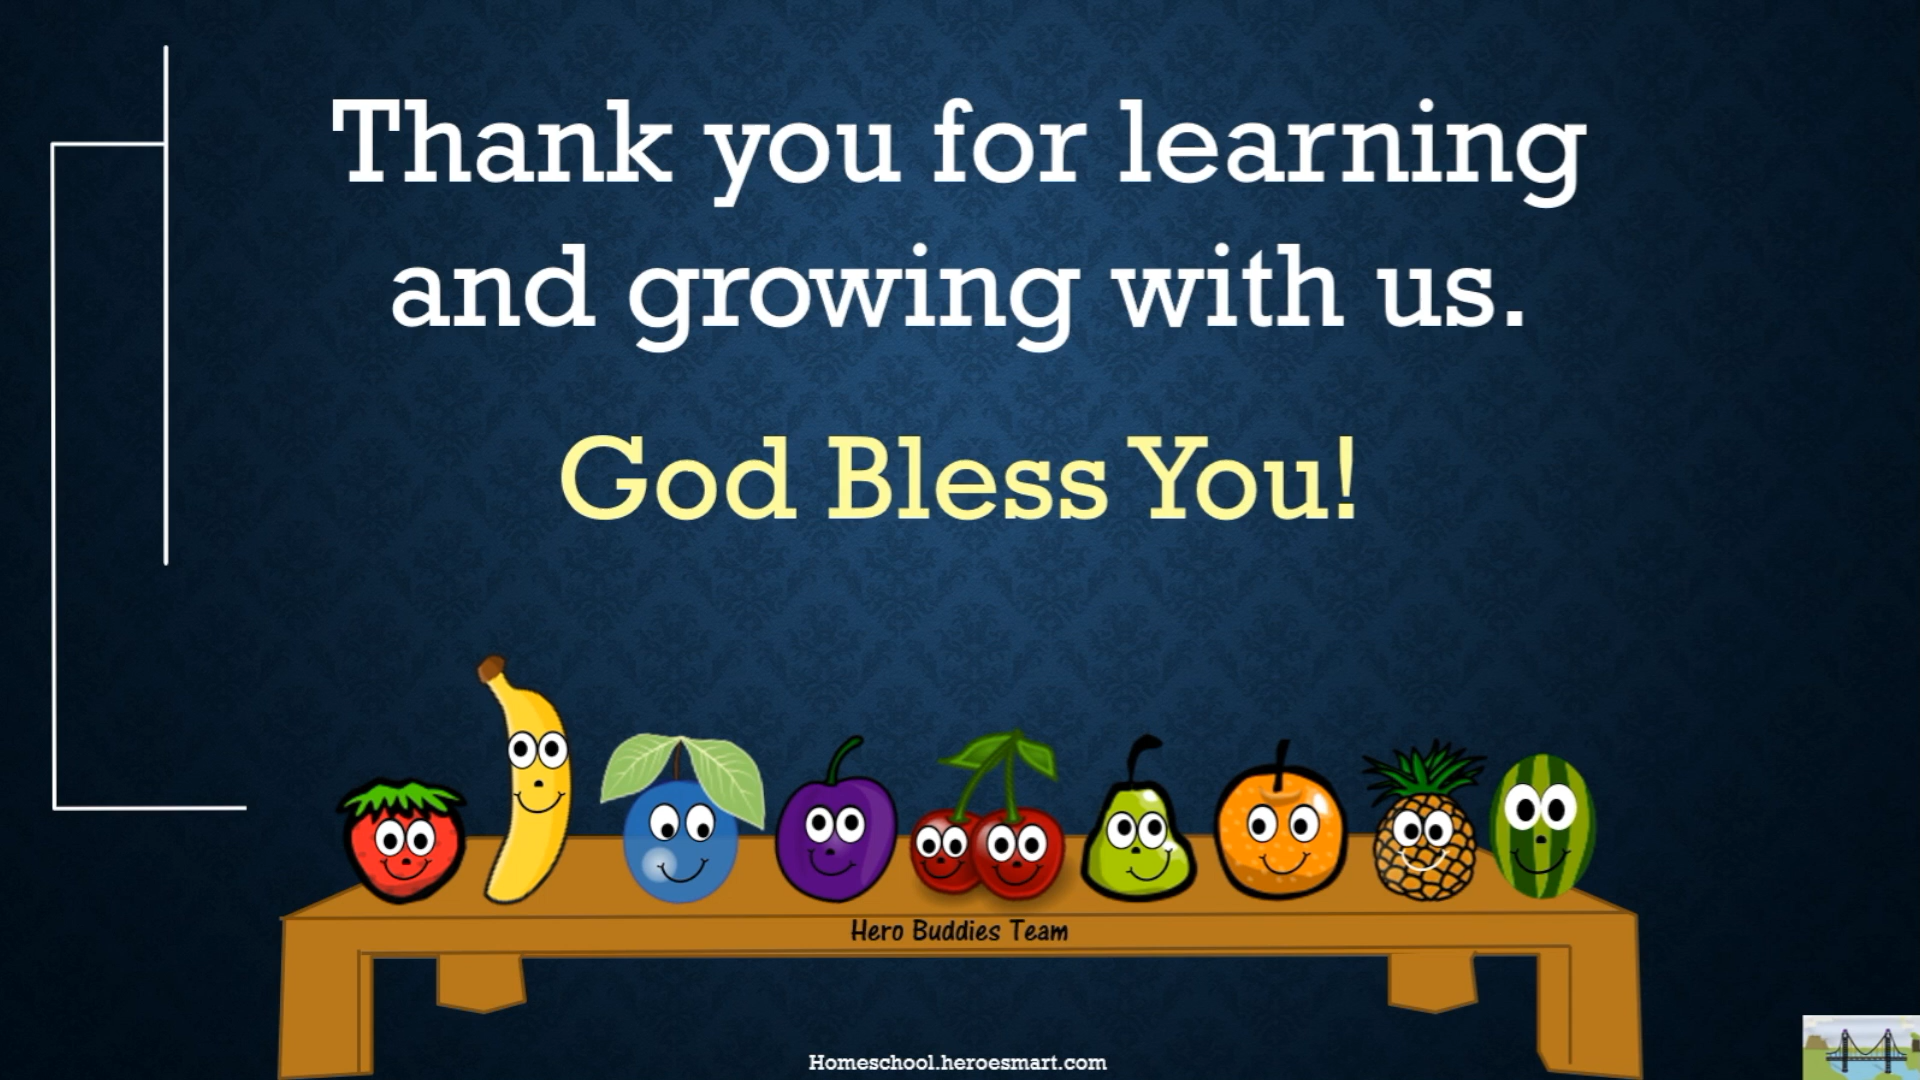 Thank you for learning
and growing with us.
God Bless You!
Hero Buddies Team
Homeschool.heroesmart.com